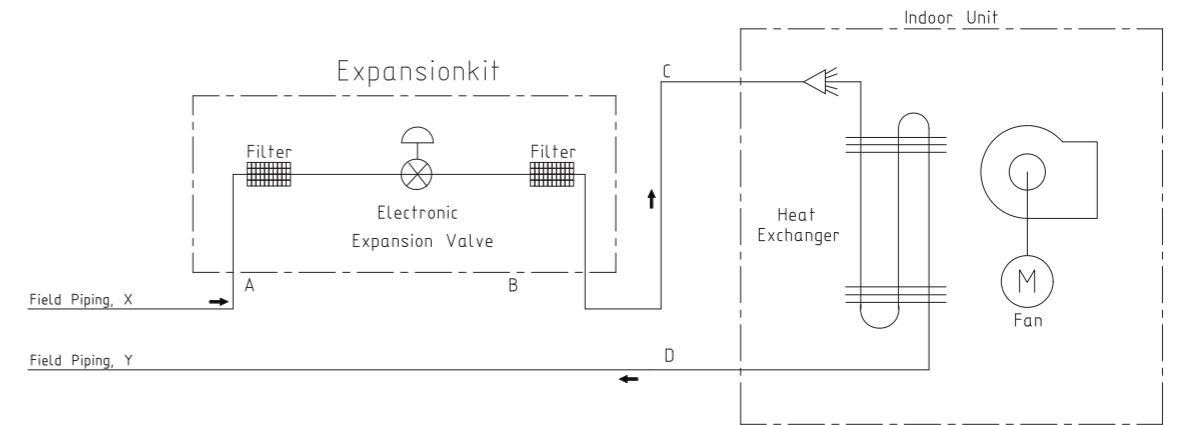 Indoor Unit
Expansionkit
C
Filter
Filter
Electronic
Expansion Valve
Heat
Exchanger
M
Fan
A
B
Field Piping, X
D
Field Piping, Y